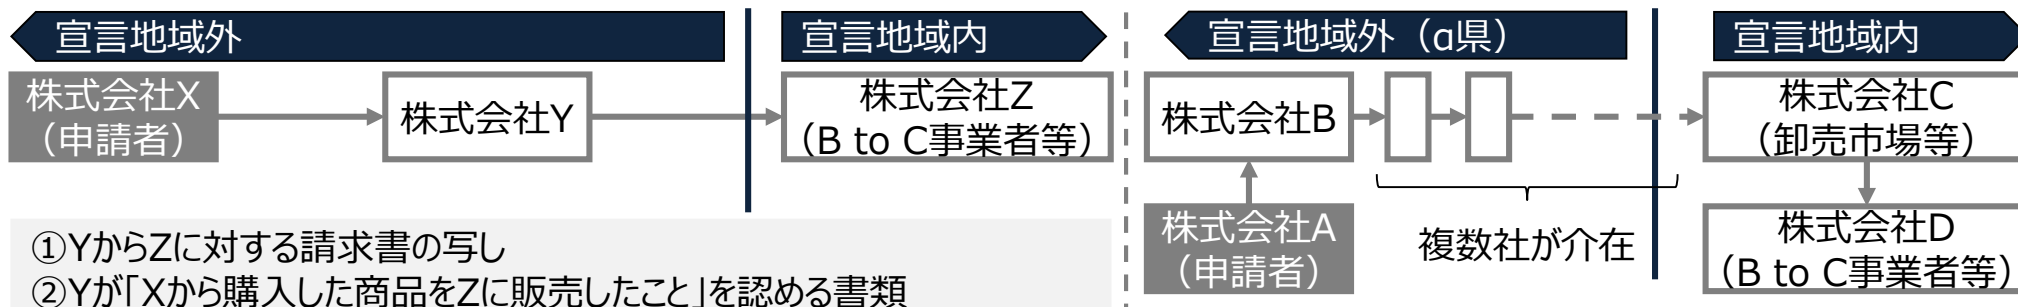 宣言地域外
宣言地域内
株式会社X
（申請者）
株式会社Y
株式会社Z
（B to C事業者等）
①YからZに対する請求書の写し
②Yが「Xから購入した商品をZに販売したこと」を認める書類
宣言地域外（α県）
宣言地域内
株式会社B
株式会社C
（卸売市場等）
株式会社A
（申請者）
複数社が介在
株式会社D
（B to C事業者等）